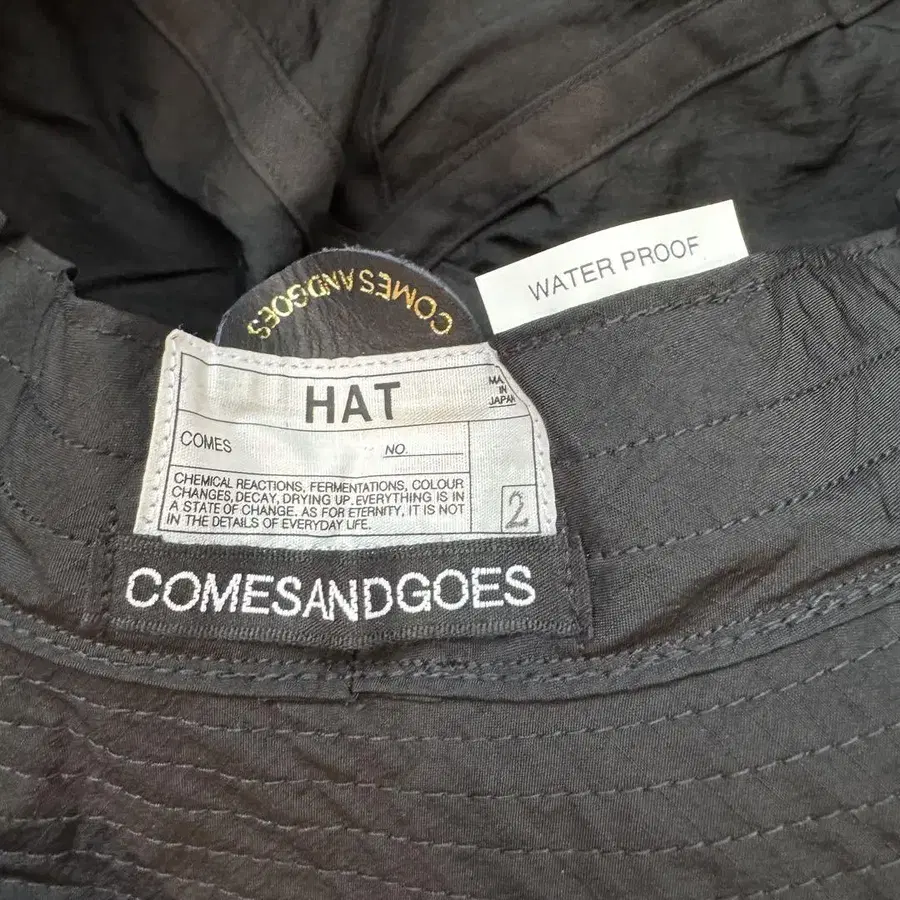 WATER PROOF
COMESANDGOES
HAT
IN
JAPAN
COMES
NO.
CHEMICAL REACTIONS, FERMENTATIONS, COLOUR
CHANGES, DECAY, DRYING UP. EVERYTHING IS IN
A STATE OF CHANGE. AS FOR ETERNITY, IT IS NOT
IN THE DETAILS OF EVERYDAY LIFE.
2
COMESANDGOES